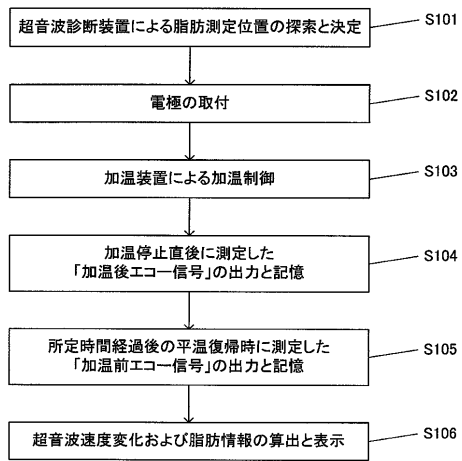 超音波診断装置による脂肪測定位置の探索と決定
S101
電極の取付
S102
加温装置による加温制御
S103
加温停止直後に測定した
「加温後エコー信号」の出力と記憶
S104
所定時間経過後の平温復帰時に測定した
「加温前エコー信号」の出力と記憶
S105
超音波速度変化および脂肪情報の算出と表示
S106